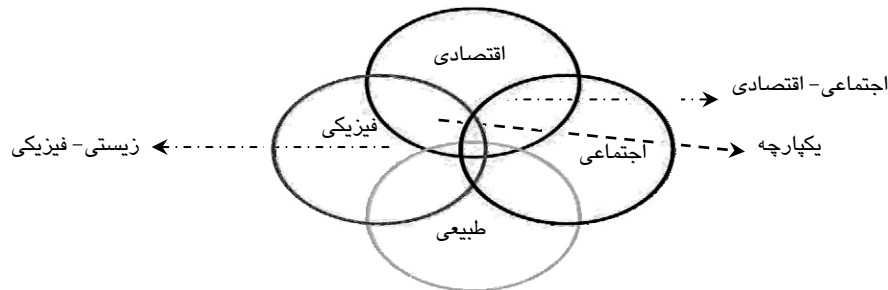 اقتصادی
اجتماعی– اقتصادی
فیزیکی
زیستی– فیزیکی
اجتماعی
یکپارچه
طبیعی